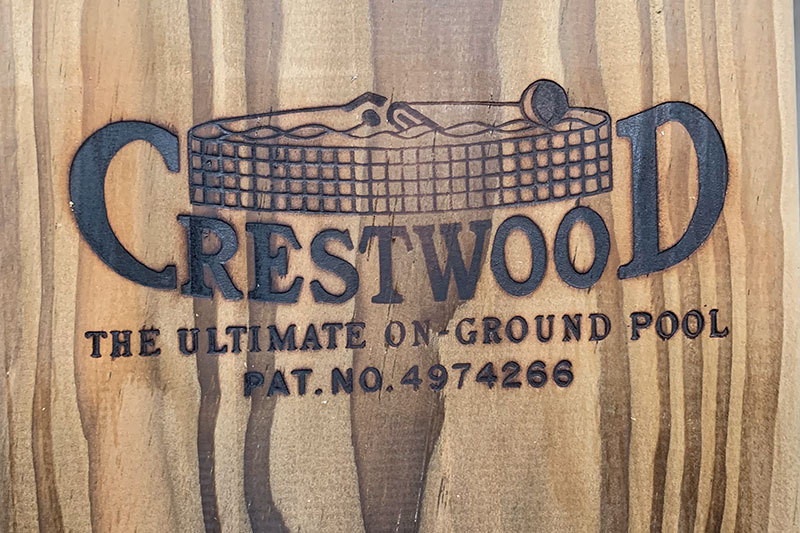 CRESTWOOD
THE ULTIMATE ON-GROUND POOL
PAT. NO. 4974266